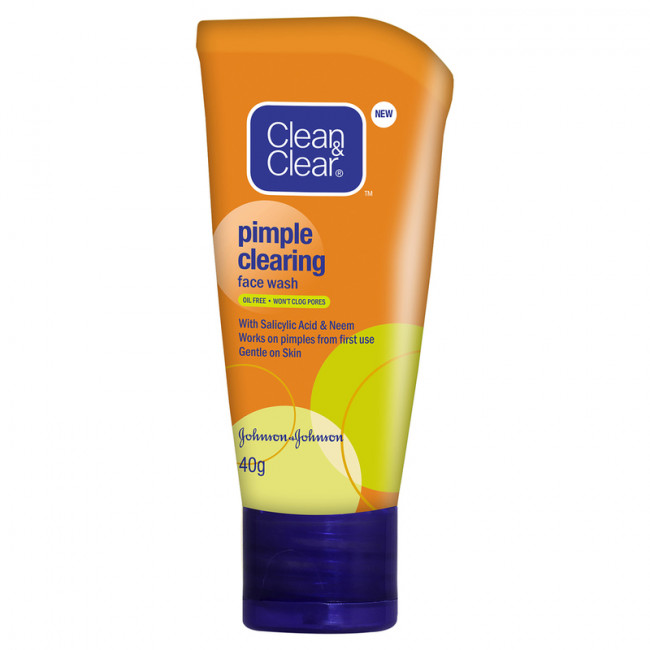 NEW
Clean
&
Clear®
™
pimple
clearing
face wash
OIL FREE + WON'T CLOG PORES
With Salicylic Acid & Neem
Works on pimples from first use
Gentle on Skin
Johnson & Johnson
40g